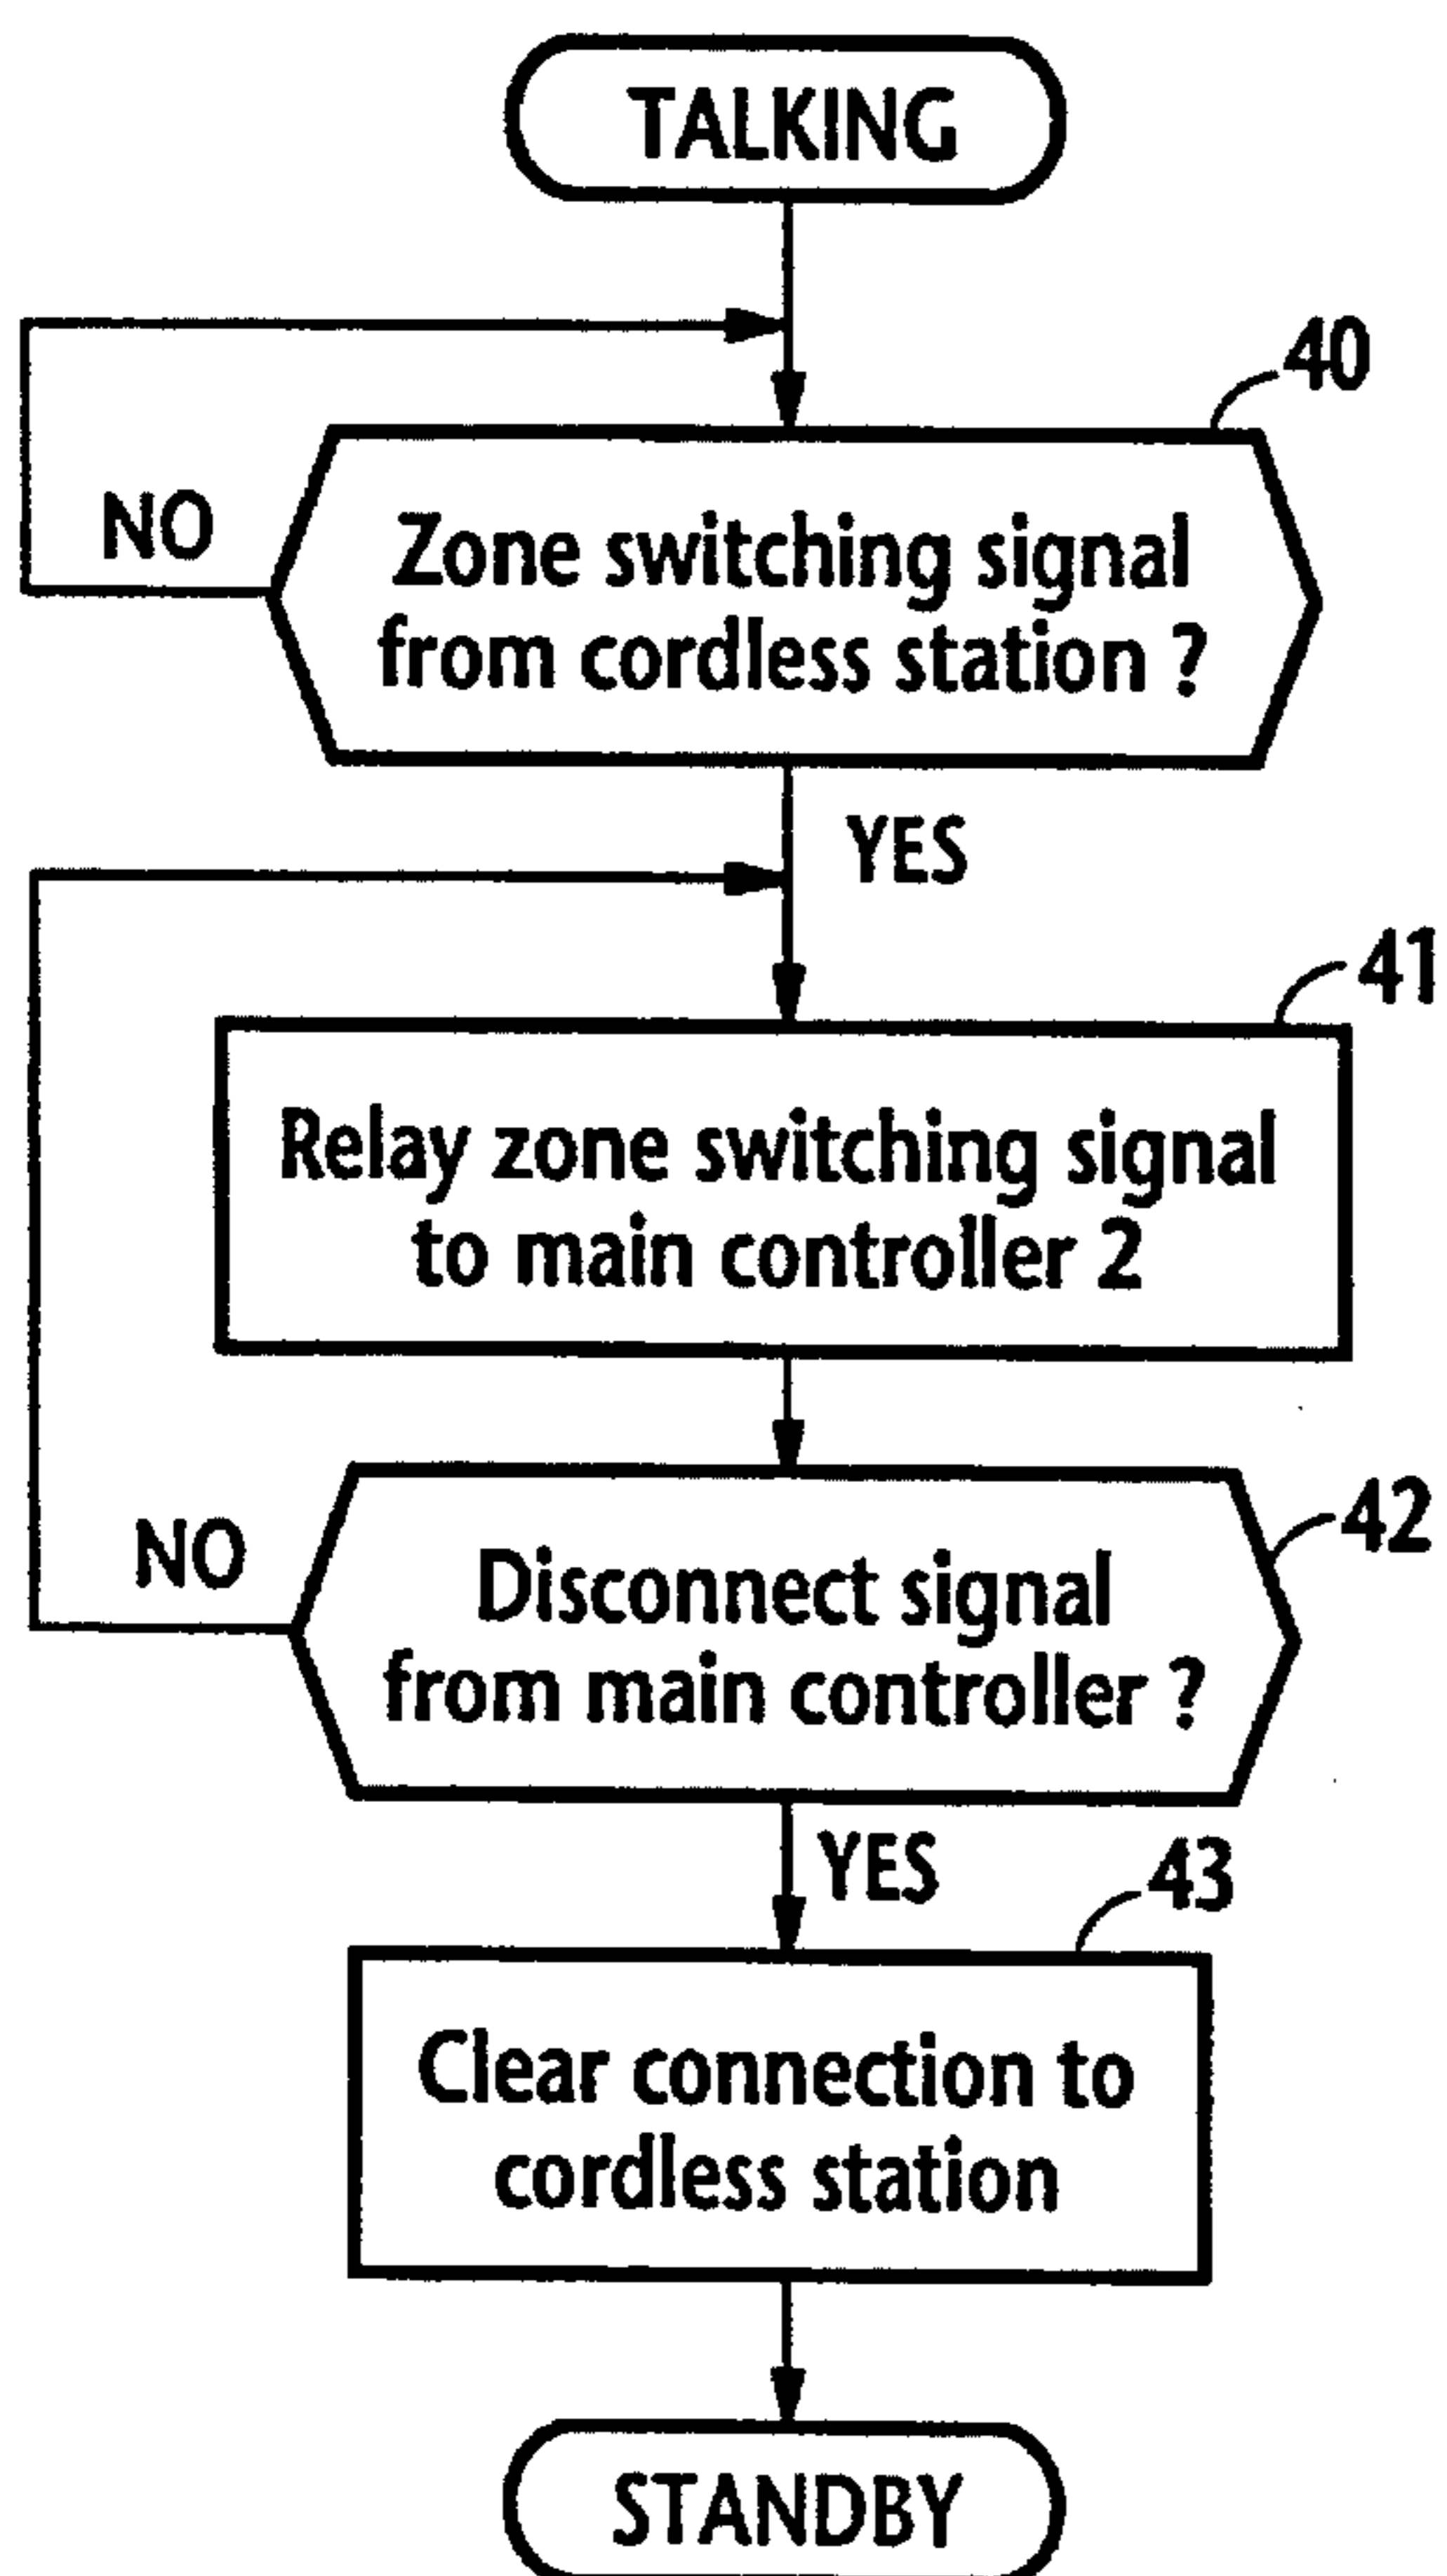 TALKING
40
NO
Zone switching signal
from cordless station ?
YES
41
Relay zone switching signal
to main controller 2
42
NO
Disconnect signal
from main controller ?
YES
43
Clear connection to
cordless station
STANDBY